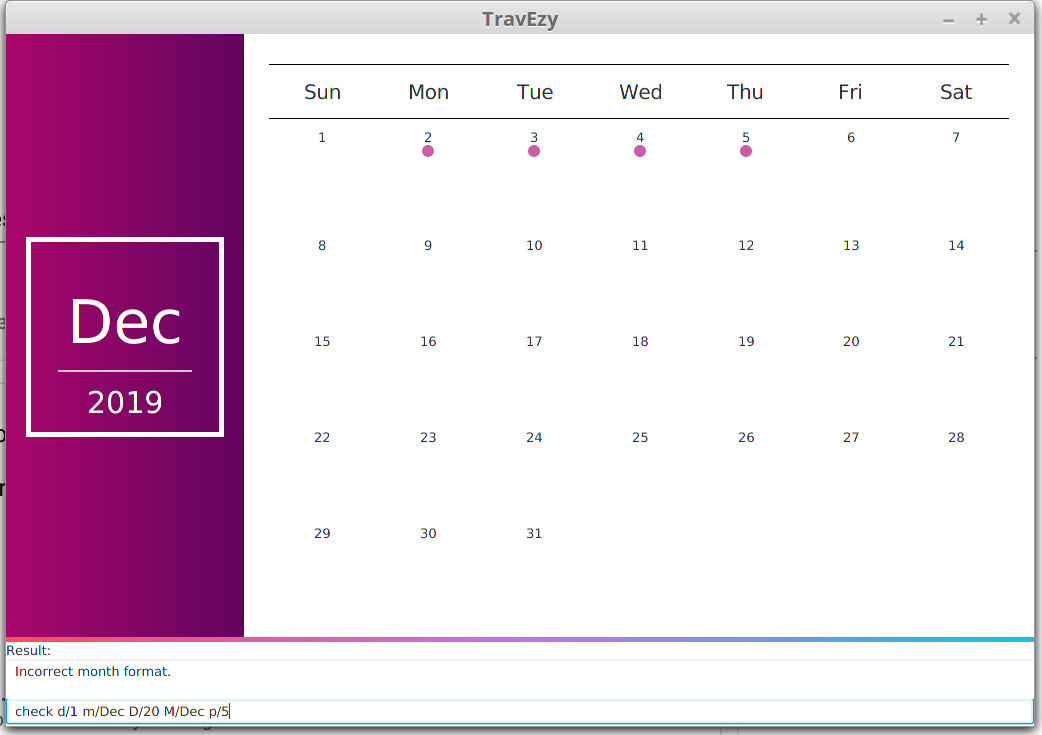 TravEzy
Sun Mon Tue Wed Thu Fri Sat
1 2 3 4 5 6 7
8 9 10 11 12 13 14
15 16 17 18 19 20 21
22 23 24 25 26 27 28
29 30 31
Dec
2019
Result:
Incorrect month format.
check d/1 m/Dec D/20 M/Dec p/5